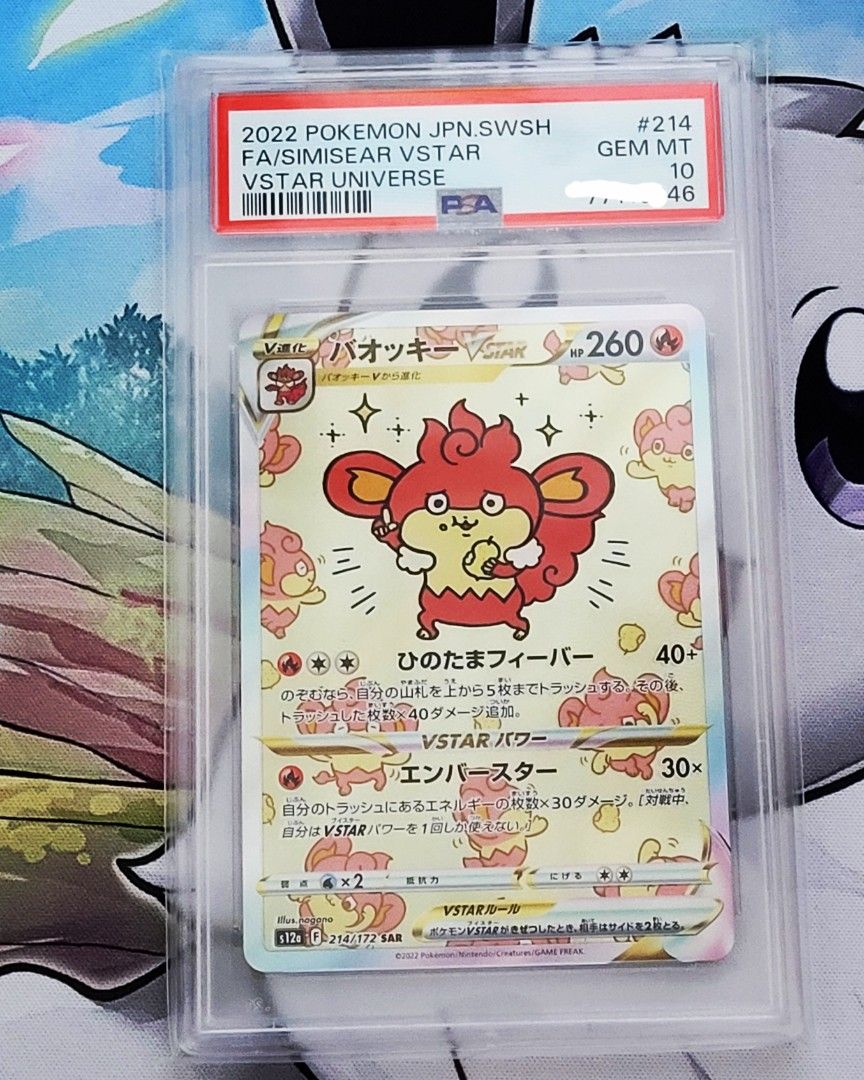 2022 POKEMON JPN.SWSH #214
FA/SIMISEAR VSTAR GEM MT
VSTAR UNIVERSE 10
46
PSA
V進化
バオッキー VSTAR HP 260
バオッキーVから進化
ひのたまフィーバー 40+
のぞむなら、自分の山札を上から5枚までトラッシュする。その後、
トラッシュした枚数×40ダメージ追加。
VSTARパワー
エンバースター 30×
自分のトラッシュにあるエネルギーの枚数×30ダメージ。[対戦中、
自分はVSTARパワーを1回しか使えない。]
弱点 ×2 抵抗力 にげる
Illus. nagano
VSTARルール
s12a F 214/172 SAR
ポケモンVSTARがきぜつしたとき、相手はサイドを2枚とる。
©2022 Pokémon/Nintendo/Creatures/GAME FREAK.